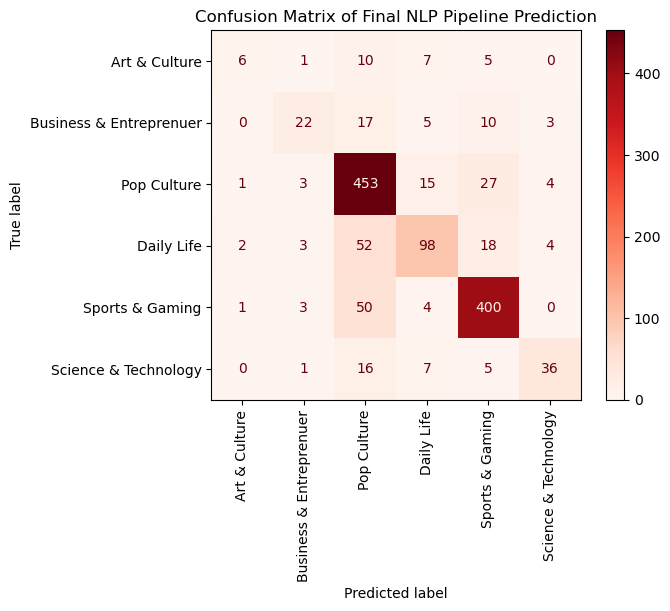 Confusion Matrix of Final NLP Pipeline Prediction
True label
Art & Culture 6 1 10 7 5 0
Business & Entreprenuer 0 22 17 5 10 3
Pop Culture 1 3 453 15 27 4
Daily Life 2 3 52 98 18 4
Sports & Gaming 1 3 50 4 400 0
Science & Technology 0 1 16 7 5 36
Art & Culture
Business & Entreprenuer
Pop Culture
Daily Life
Sports & Gaming
Science & Technology
Predicted label
400
300
200
100
0